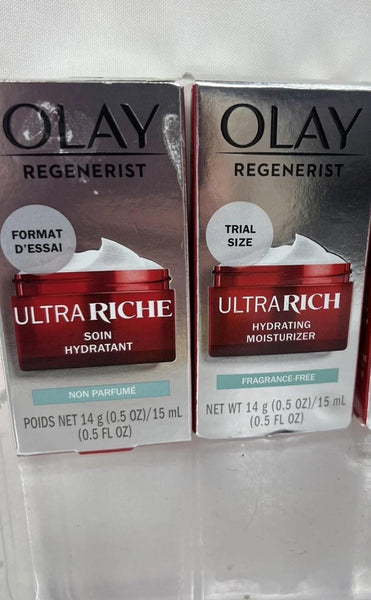 OLAY
REGENERIST
FORMAT
D'ESSAI
ULTRA RICHE
SOIN
HYDRATANT
NON PARFUMÉ
POIDS NET 14 g (0.5 OZ)/15 mL
(0.5 FL OZ)
OLAY
REGENERIST
TRIAL
SIZE
ULTRA RICH
HYDRATING
MOISTURIZER
FRAGRANCE-FREE
NET WT 14 g (0.5 OZ)/15 mL
(0.5 FL OZ)